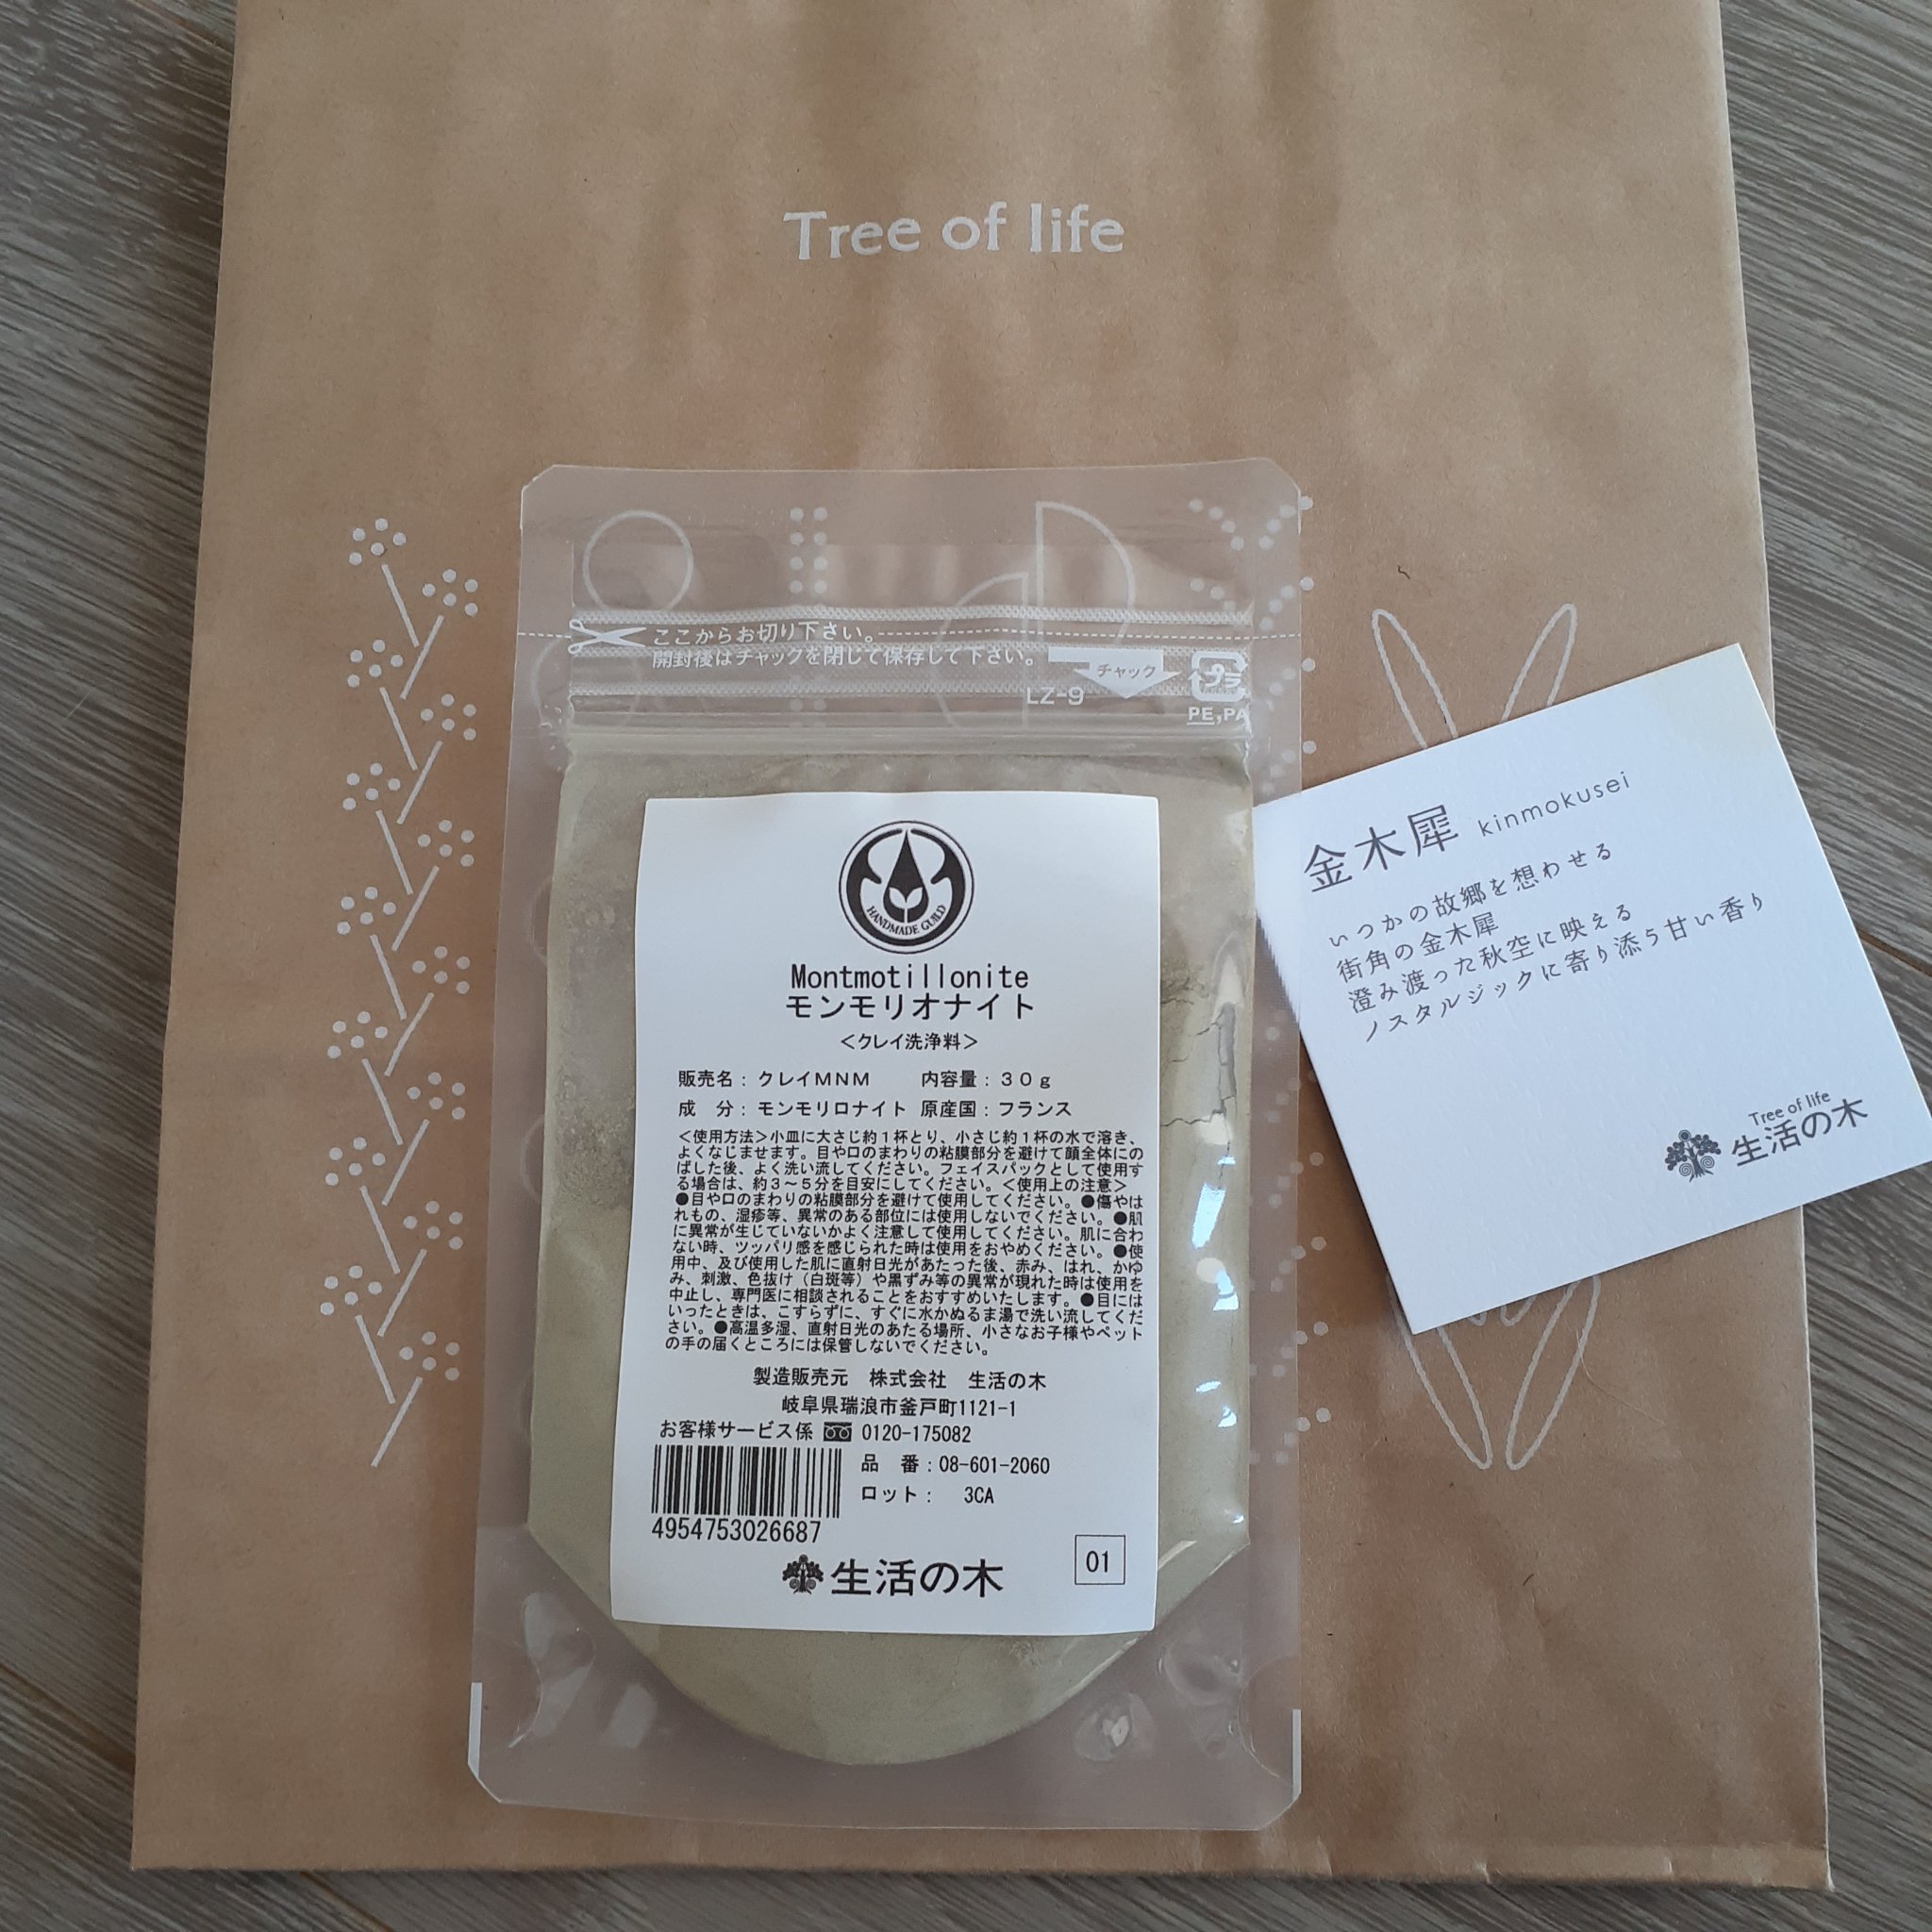 Tree of life
ここからお切り下さい。
開封後はチャックを閉じて保存して下さい。
チャック
LZ-9
プラ
PE,PA
HANDMADE GUILD
Montmotillonite
モンモリオナイト
＜クレイ洗浄料＞
販売名：クレイMNM　内容量：30g
成　分：モンモリロナイト 原産国：フランス
＜使用方法＞小皿に大さじ約1杯とり、小さじ約1杯の水で溶き、
よくなじませます。目や口のまわりの粘膜部分を避けて顔全体にの
ばした後、よく洗い流してください。フェイスパックとして使用す
る場合は、約3～5分を目安にしてください。＜使用上の注意＞
●目や口のまわりの粘膜部分を避けて使用してください。●傷やは
れもの、湿疹等、異常のある部位には使用しないでください。●肌
に異常が生じていないかよく注意して使用してください。肌に合わ
ない時、ツッパリ感を感じられた時は使用をおやめください。●使
用中、及び使用した肌に直射日光があたった後、赤み、はれ、かゆ
み、刺激、色抜け（白斑等）や黒ずみ等の異常が現れた時は使用を
中止し、専門医に相談されることをおすすめいたします。●目には
いったときは、こすらずに、すぐに水かぬるま湯で洗い流してくだ
さい。●高温多湿、直射日光のあたる場所、小さなお子様やペット
の手の届くところには保管しないでください。
製造販売元　株式会社　生活の木
岐阜県瑞浪市釜戸町1121-1
お客様サービス係 0120-175082
品　番：08-601-2060
ロット：　3CA
4954753026687
生活の木
01
金木犀 kinmokusei
いつかの故郷を想わせる
街角の金木犀
澄み渡った秋空に映える
ノスタルジックに寄り添う甘い香り
Tree of life
生活の木